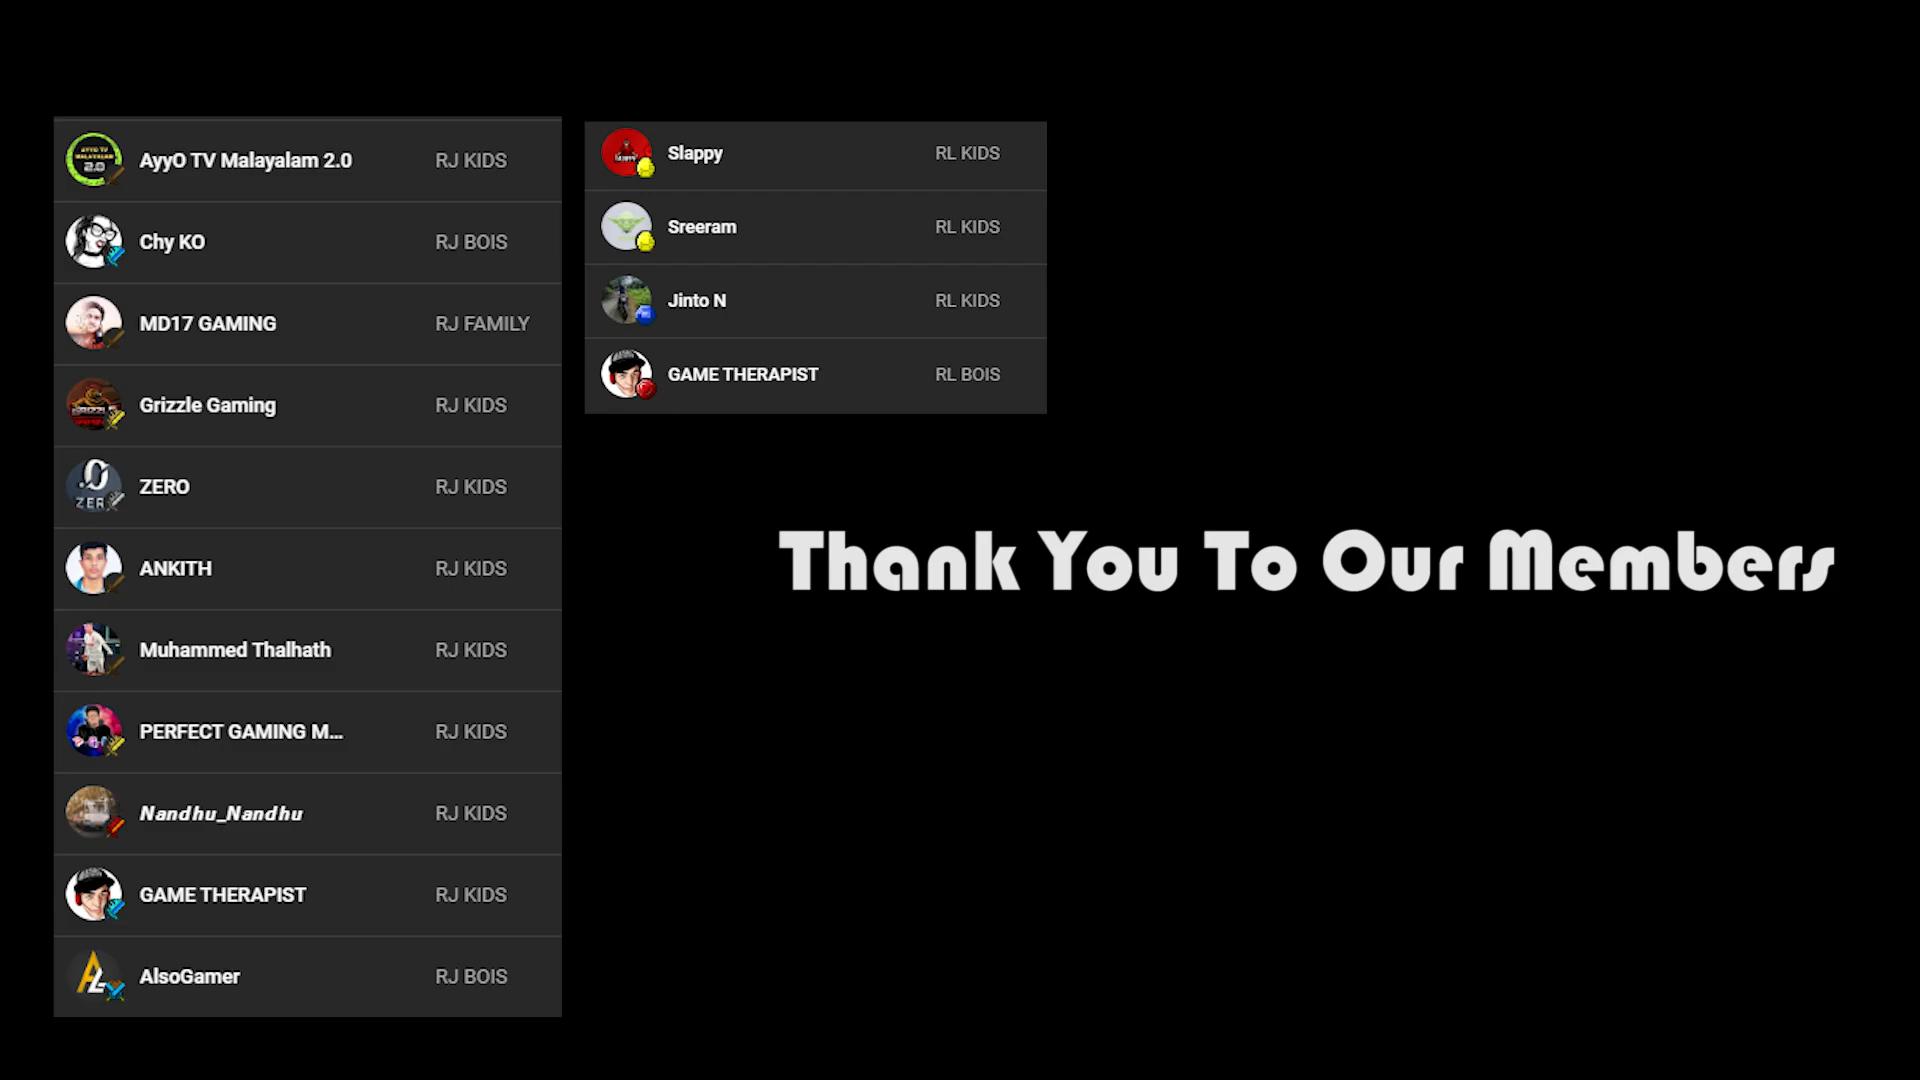 AyyO TV Malayalam 2.0 RJ KIDS
Chy KO RJ BOIS
MD17 GAMING RJ FAMILY
Grizzle Gaming RJ KIDS
ZERO RJ KIDS
ANKITH RJ KIDS
Muhammed Thalhath RJ KIDS
PERFECT GAMING M... RJ KIDS
Nandhu_Nandhu RJ KIDS
GAME THERAPIST RJ KIDS
AlsoGamer RJ BOIS
Slappy RL KIDS
Sreeram RL KIDS
Jinto N RL KIDS
GAME THERAPIST RL BOIS
Thank You To Our Members